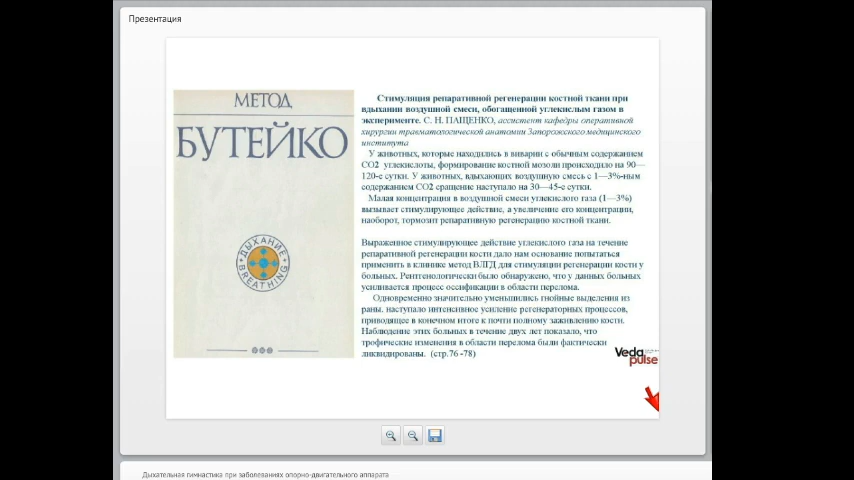 Презентация
МЕТОД
БУТЕЙКО
ДЫХАНИЕ
BREATHING
Стимуляция репаративной регенерации костной ткани при
вдыхании воздушной смеси, обогащенной углекислым газом в
эксперименте. С. Н. ПАЩЕНКО, ассистент кафедры оперативной
хирургии травматологической анатомии Запорожского медицинского
института
У животных, которые находились в виварии с обычным содержанием
СО2 углекислоты, формирование костной мозоли происходило на 90—
120-е сутки. У животных, вдыхающих воздушную смесь с 1—3%-ным
содержанием СО2 сращение наступало на 30—45-е сутки.
Малая концентрация в воздушной смеси углекислого газа (1—3%)
вызывает стимулирующее действие, а увеличение его концентрации,
наоборот, тормозит репаративную регенерацию костной ткани.
Выраженное стимулирующее действие углекислого газа на течение
репаративной регенерации кости дало нам основание попытаться
применить в клинике метод ВЛГД для стимуляции регенерации кости у
больных. Рентгенологически было обнаружено, что у данных больных
усиливается процесс оссификации в области перелома.
Одновременно значительно уменьшились гнойные выделения из
раны, наступало интенсивное усиление регенераторных процессов,
приводящее в конечном итоге к почти полному заживлению кости.
Наблюдение этих больных в течение двух лет показало, что
трофические изменения в области перелома были фактически
ликвидированы. (стр.76 -78)
Veda
pulse
Дыхательная гимнастика при заболеваниях опорно-двигательного аппарата